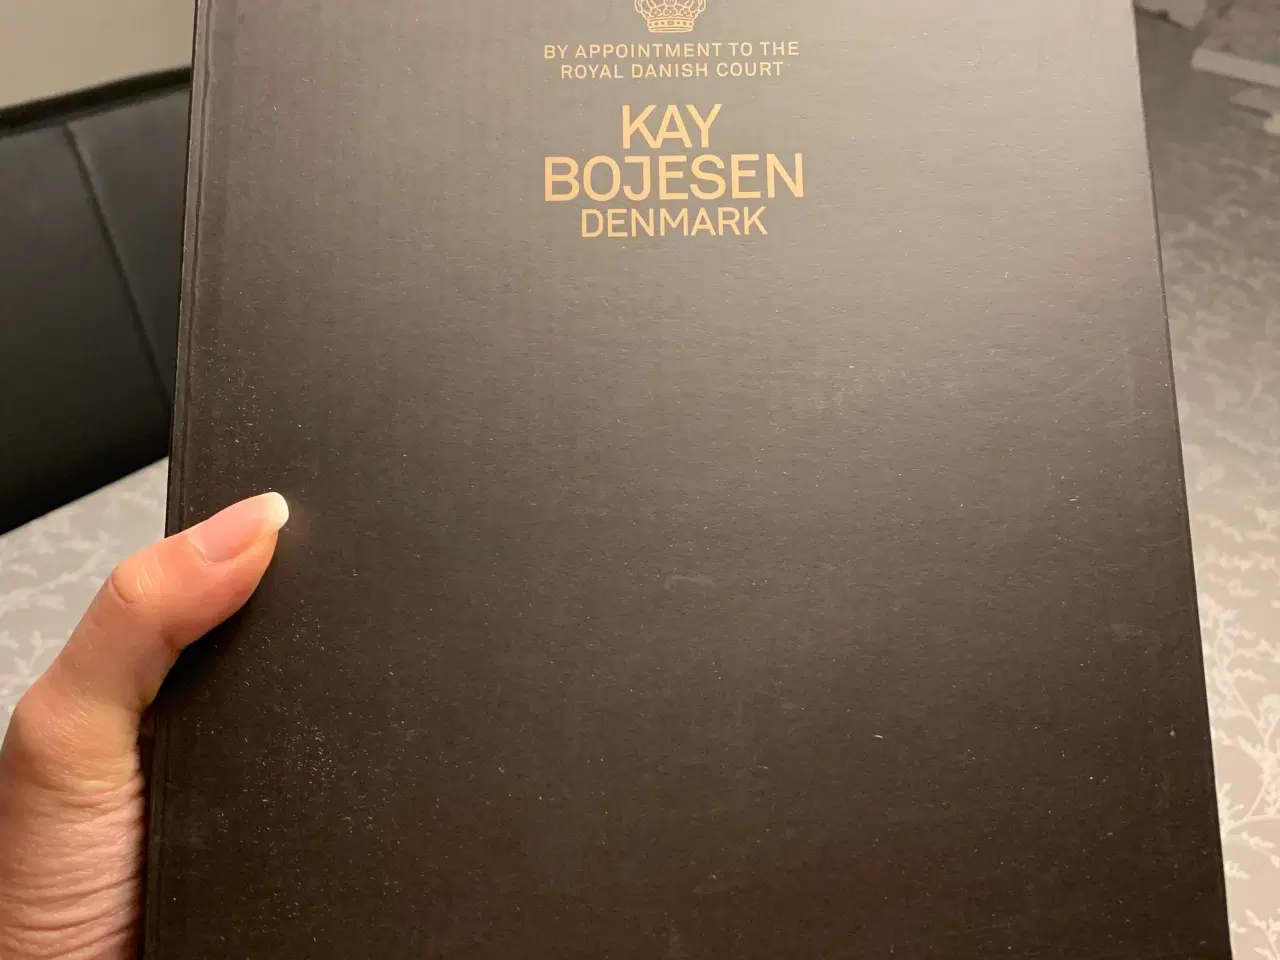 BY APPOINTMENT TO THE
ROYAL DANISH COURT
KAY
BOJESEN
DENMARK